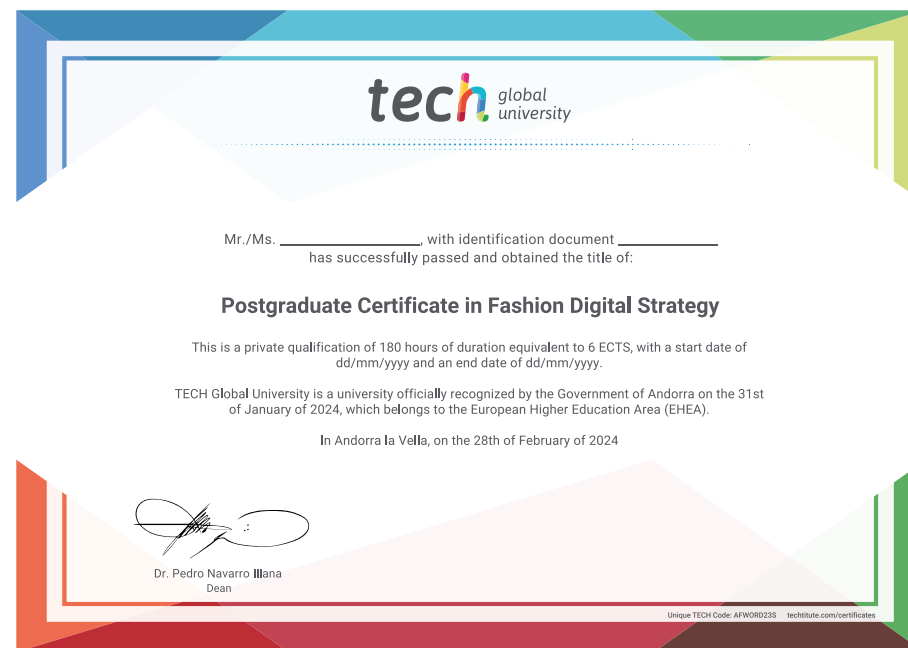 tech global university
Mr./Ms. ____________________, with identification document ______________
has successfully passed and obtained the title of:
Postgraduate Certificate in Fashion Digital Strategy
This is a private qualification of 180 hours of duration equivalent to 6 ECTS, with a start date of
dd/mm/yyyy and an end date of dd/mm/yyyy.
TECH Global University is a university officially recognized by the Government of Andorra on the 31st
of January of 2024, which belongs to the European Higher Education Area (EHEA).
In Andorra la Vella, on the 28th of February of 2024
Dr. Pedro Navarro Illana
Dean
Unique TECH Code: AFWORD23S techtitute.com/certificates